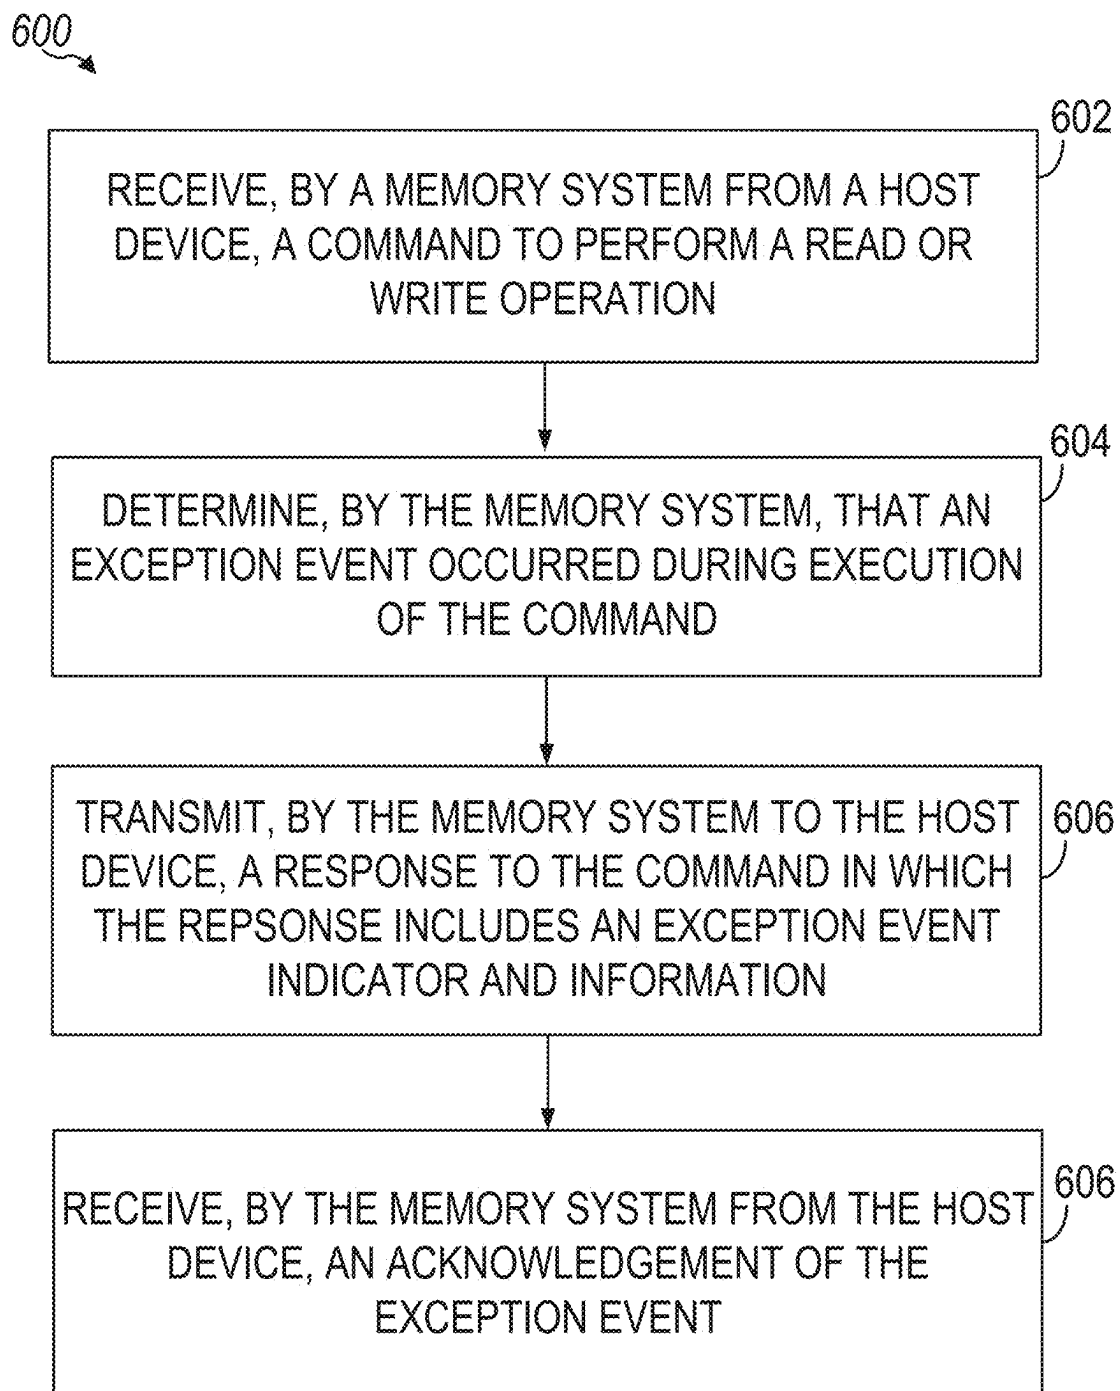 600
602
RECEIVE, BY A MEMORY SYSTEM FROM A HOST
DEVICE, A COMMAND TO PERFORM A READ OR
WRITE OPERATION
604
DETERMINE, BY THE MEMORY SYSTEM, THAT AN
EXCEPTION EVENT OCCURRED DURING EXECUTION
OF THE COMMAND
606
TRANSMIT, BY THE MEMORY SYSTEM TO THE HOST
DEVICE, A RESPONSE TO THE COMMAND IN WHICH
THE REPSONSE INCLUDES AN EXCEPTION EVENT
INDICATOR AND INFORMATION
606
RECEIVE, BY THE MEMORY SYSTEM FROM THE HOST
DEVICE, AN ACKNOWLEDGEMENT OF THE
EXCEPTION EVENT